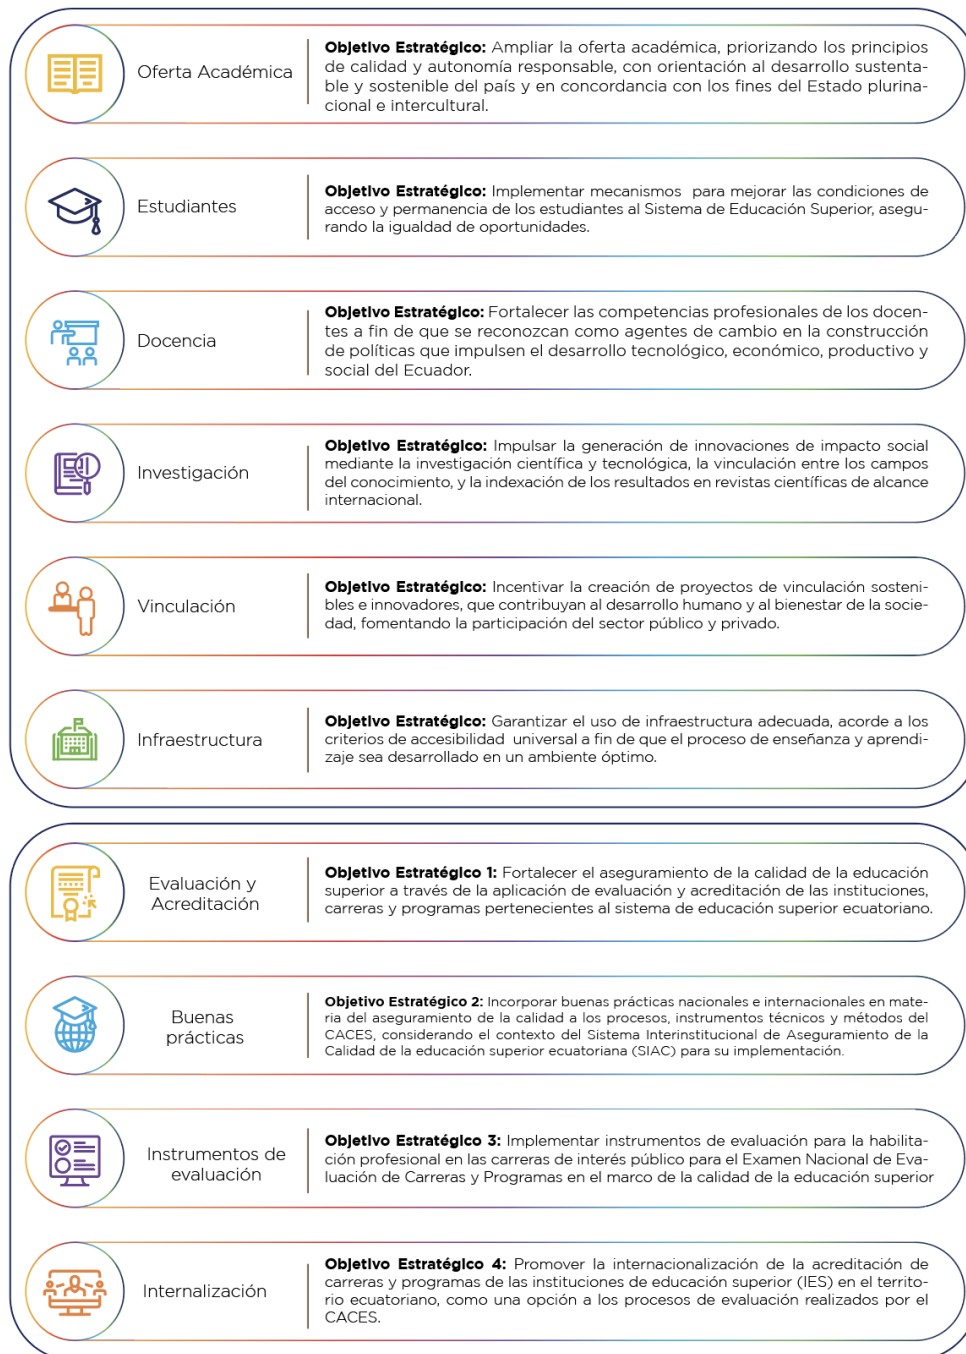 Oferta Académica
Objetivo Estratégico: Ampliar la oferta académica, priorizando los principios
de calidad y autonomía responsable, con orientación al desarrollo sustenta-
ble y sostenible del país y en concordancia con los fines del Estado plurina-
cional e intercultural.
Estudiantes
Objetivo Estratégico: Implementar mecanismos para mejorar las condiciones de
acceso y permanencia de los estudiantes al Sistema de Educación Superior, asegu-
rando la igualdad de oportunidades.
Docencia
Objetivo Estratégico: Fortalecer las competencias profesionales de los docen-
tes a fin de que se reconozcan como agentes de cambio en la construcción
de políticas que impulsen el desarrollo tecnológico, económico, productivo y
social del Ecuador.
Investigación
Objetivo Estratégico: Impulsar la generación de innovaciones de impacto social
mediante la investigación científica y tecnológica, la vinculación entre los campos
del conocimiento, y la indexación de los resultados en revistas científicas de alcance
internacional.
Vinculación
Objetivo Estratégico: Incentivar la creación de proyectos de vinculación sosteni-
bles e innovadores, que contribuyan al desarrollo humano y al bienestar de la socie-
dad, fomentando la participación del sector público y privado.
Infraestructura
Objetivo Estratégico: Garantizar el uso de infraestructura adecuada, acorde a los
criterios de accesibilidad universal a fin de que el proceso de enseñanza y aprendi-
zaje sea desarrollado en un ambiente óptimo.
Evaluación y
Acreditación
Objetivo Estratégico 1: Fortalecer el aseguramiento de la calidad de la educación
superior a través de la aplicación de evaluación y acreditación de las instituciones,
carreras y programas pertenecientes al sistema de educación superior ecuatoriano.
Buenas
prácticas
Objetivo Estratégico 2: Incorporar buenas prácticas nacionales e internacionales en mate-
ria del aseguramiento de la calidad a los procesos, instrumentos técnicos y métodos del
CACES, considerando el contexto del Sistema Interinstitucional de Aseguramiento de la
Calidad de la educación superior ecuatoriana (SIAC) para su implementación.
Instrumentos de
evaluación
Objetivo Estratégico 3: Implementar instrumentos de evaluación para la habilita-
ción profesional en las carreras de interés público para el Examen Nacional de Eva-
luación de Carreras y Programas en el marco de la calidad de la educación superior
Internalización
Objetivo Estratégico 4: Promover la internacionalización de la acreditación de
carreras y programas de las instituciones de educación superior (IES) en el territo-
rio ecuatoriano, como una opción a los procesos de evaluación realizados por el
CACES.